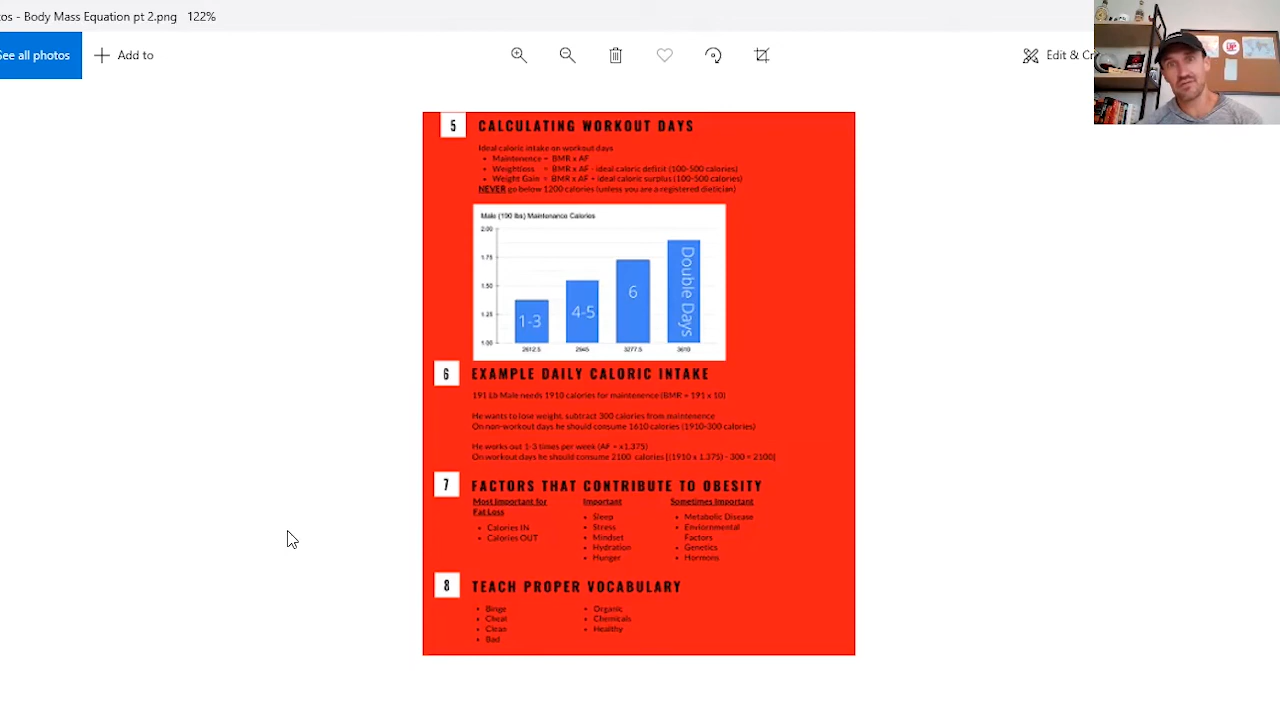 os - Body Mass Equation pt 2.png   122%
See all photos
Add to
Edit & Cr
5 CALCULATING WORKOUT DAYS
Ideal caloric intake on workout days
• Maintenence = BMR x AF
• Weightloss = BMR x AF - ideal caloric deficit (100-500 calories)
• Weight Gain = BMR x AF + ideal caloric surplus (100-500 calories)
NEVER go below 1200 calories (unless you are a registered dietician)
Male (190 lbs) Maintenance Calories
2.00
1.75
1.50
1.25
1.00
1-3
4-5
6
Double Days
2612.5 2945 3277.5 3610
6 EXAMPLE DAILY CALORIC INTAKE
191 Lb Male needs 1910 calories for maintenence (BMR = 191 x 10)
He wants to lose weight, subtract 300 calories from maintenence
On non-workout days he should consume 1610 calories (1910-300 calories)
He works out 1-3 times per week (AF = x1.375)
On workout days he should consume 2100 calories [(1910 x 1.375) - 300 = 2100]
7 FACTORS THAT CONTRIBUTE TO OBESITY
Most Important for
Fat Loss
• Calories IN
• Calories OUT
Important
• Sleep
• Stress
• Mindset
• Hydration
• Hunger
Sometimes Important
• Metabolic Disease
• Enviornmental
Factors
• Genetics
• Hormons
8 TEACH PROPER VOCABULARY
• Binge
• Cheat
• Clean
• Bad
• Organic
• Chemicals
• Healthy